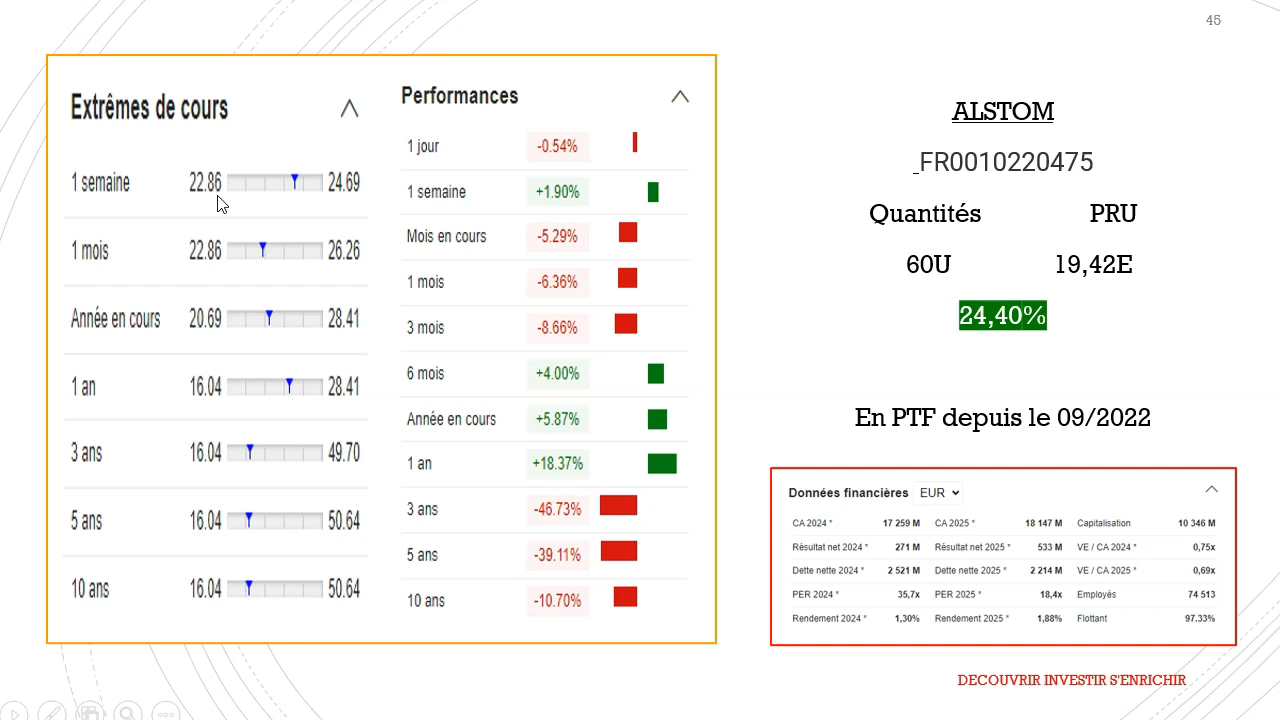 45
Extrêmes de cours
1 semaine 22.86 24.69
1 mois 22.86 26.26
Année en cours 20.69 28.41
1 an 16.04 28.41
3 ans 16.04 49.70
5 ans 16.04 50.64
10 ans 16.04 50.64
Performances
1 jour -0.54%
1 semaine +1.90%
Mois en cours -5.29%
1 mois -6.36%
3 mois -8.66%
6 mois +4.00%
Année en cours +5.87%
1 an +18.37%
3 ans -46.73%
5 ans -39.11%
10 ans -10.70%
ALSTOM
_FR0010220475
Quantités PRU
60U 19,42E
24,40%
En PTF depuis le 09/2022
Données financières EUR
CA 2024 * 17 259 M CA 2025 * 18 147 M Capitalisation 10 346 M
Résultat net 2024 * 271 M Résultat net 2025 * 533 M VE / CA 2024 * 0,75x
Dette nette 2024 * 2 521 M Dette nette 2025 * 2 214 M VE / CA 2025 * 0,69x
PER 2024 * 35,7x PER 2025 * 18,4x Employés 74 513
Rendement 2024 * 1,30% Rendement 2025 * 1,88% Flottant 97.33%
DECOUVRIR INVESTIR S'ENRICHIR